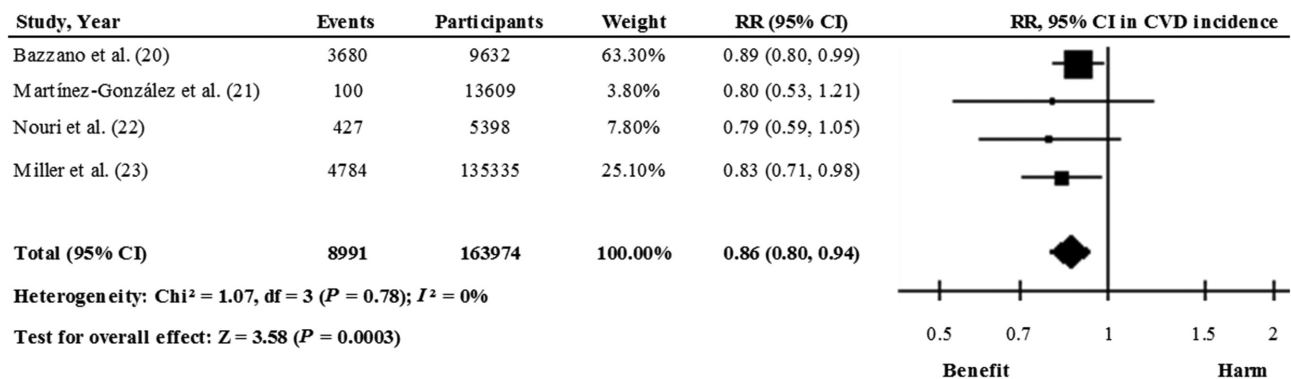 Study, Year Events Participants Weight RR (95% CI) RR, 95% CI in CVD incidence
Bazzano et al. (20) 3680 9632 63.30% 0.89 (0.80, 0.99)
Martínez-González et al. (21) 100 13609 3.80% 0.80 (0.53, 1.21)
Nouri et al. (22) 427 5398 7.80% 0.79 (0.59, 1.05)
Miller et al. (23) 4784 135335 25.10% 0.83 (0.71, 0.98)
Total (95% CI) 8991 163974 100.00% 0.86 (0.80, 0.94)
Heterogeneity: Chi² = 1.07, df = 3 (P = 0.78); I² = 0%
Test for overall effect: Z = 3.58 (P = 0.0003)
0.5 0.7 1 1.5 2
Benefit Harm